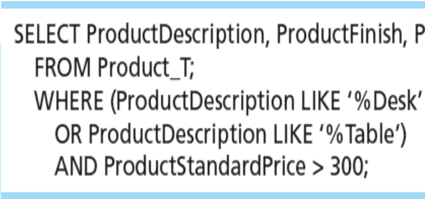 SELECT ProductDescription, ProductFinish, P
FROM Product_T;
WHERE (ProductDescription LIKE '%Desk'
OR ProductDescription LIKE '%Table')
AND ProductStandardPrice > 300;